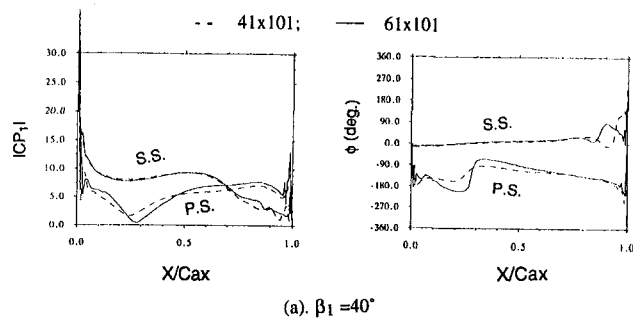 - - 41x101; — 61x101
|CP₁|
30.0
25.0
20.0
15.0
10.0
5.0
0.0
S.S.
P.S.
0.0 0.5 1.0
X/Cax
ϕ (deg.)
360.0
270.0
180.0
90.0
0.0
-90.0
-180.0
-270.0
-360.0
S.S.
P.S.
0.0 0.5 1.0
X/Cax
(a). β₁ =40°